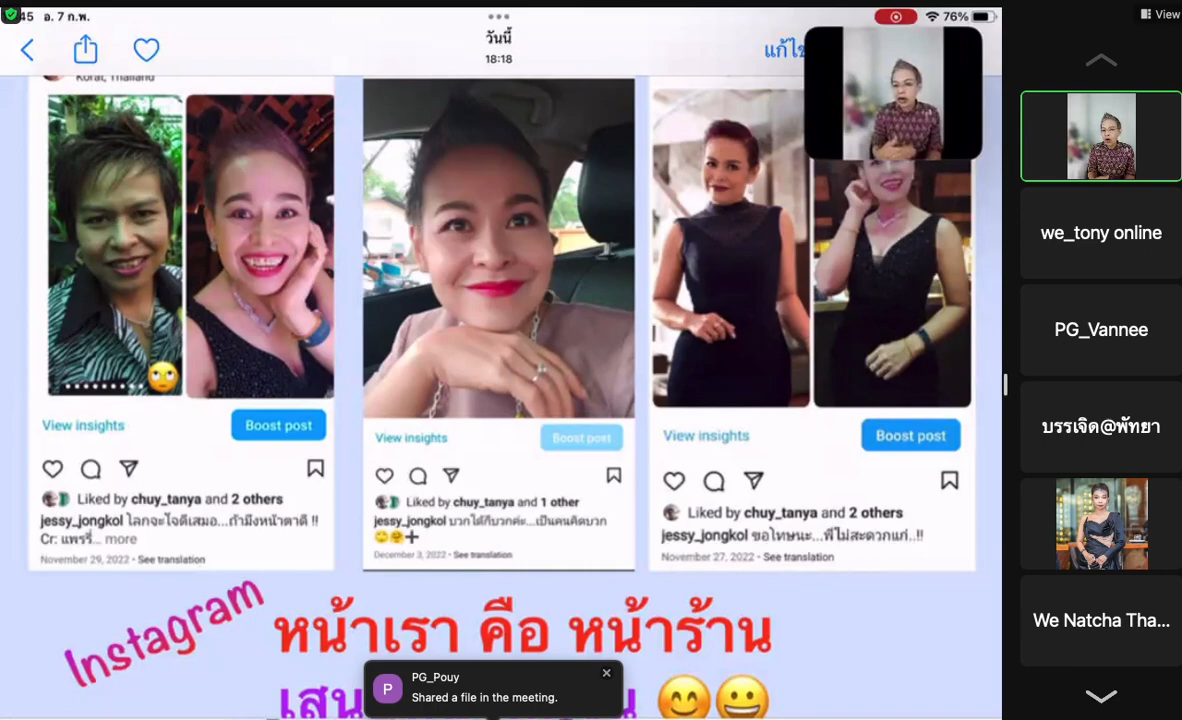 45 อ. 7 ก.พ.
76%
วันนี้
18:18
View
Korat, Thailand
View insights
Boost post
Liked by chuy_tanya and 2 others
jessy_jongkol โลกจะใจดีเสมอ...ถ้ามึงหน้าตาดี !!
Cr: แพรรี่... more
November 29, 2022 • See translation
View insights
Boost post
Liked by chuy_tanya and 1 other
jessy_jongkol บวกได้ก็บวกค่ะ...เป็นคนคิดบวก
🙄🤗➕
December 3, 2022 • See translation
View insights
Boost post
Liked by chuy_tanya and 2 others
jessy_jongkol ขอโทษนะ...พี่ไม่สะดวกแก่..!!
November 27, 2022 • See translation
Instagram
หน้าเรา คือ หน้าร้าน
😊😀
P
PG_Pouy
Shared a file in the meeting.
we_tony online
PG_Vannee
บรรเจิด@พัทยา
We Natcha Tha...